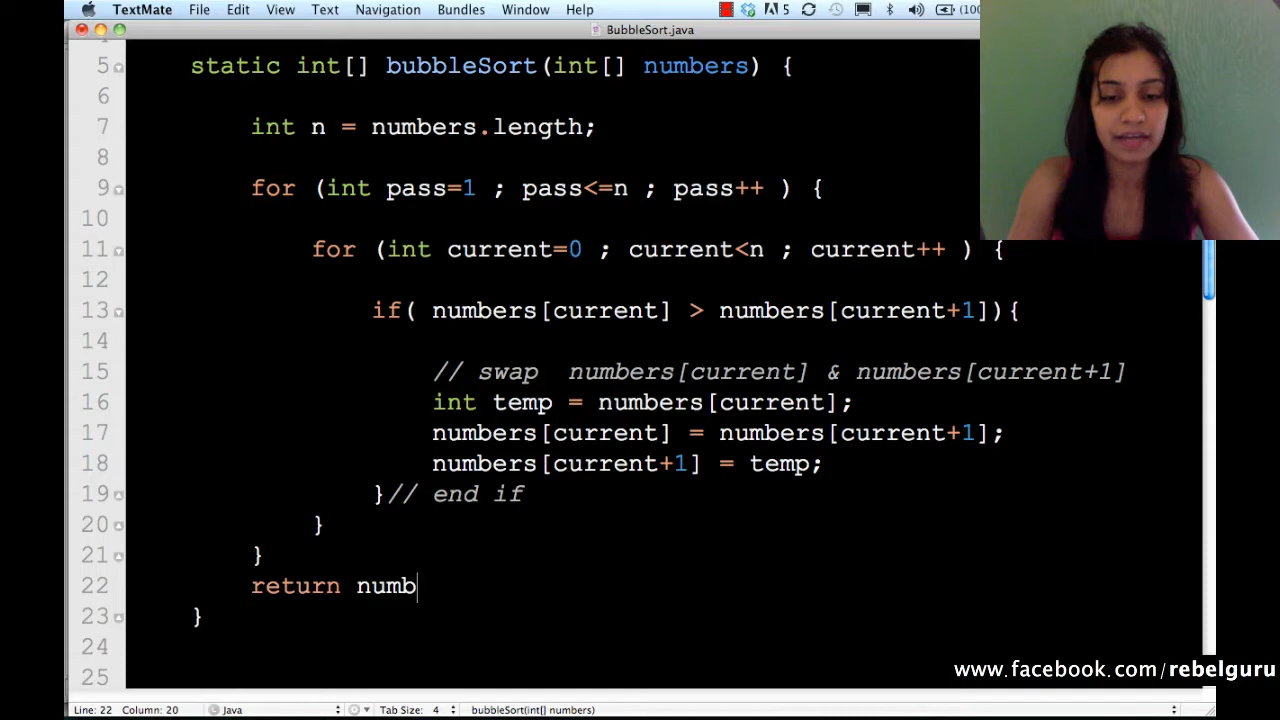 TextMate File Edit View Text Navigation Bundles Window Help 5 (100
BubbleSort.java
5 static int[] bubbleSort(int[] numbers) {
6
7 int n = numbers.length;
8
9 for (int pass=1 ; pass<=n ; pass++ ) {
10
11 for (int current=0 ; current<n ; current++ ) {
12
13 if( numbers[current] > numbers[current+1]){
14
15 // swap  numbers[current] & numbers[current+1]
16 int temp = numbers[current];
17 numbers[current] = numbers[current+1];
18 numbers[current+1] = temp;
19 }// end if
20 }
21 }
22 return numb
23 }
24
25
www.facebook.com/rebelguru
Line: 22 Column: 20 Java Tab Size: 4 bubbleSort(int[] numbers)